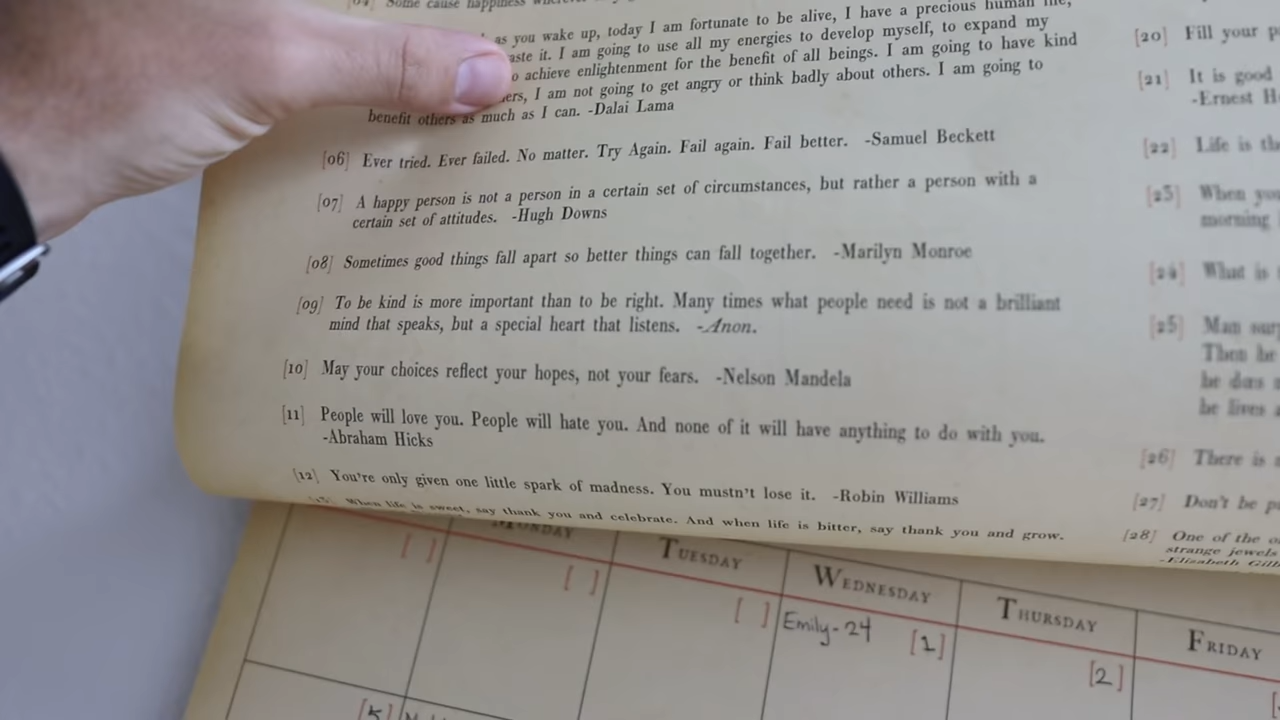 [04] Some cause happiness wherever
as you wake up, today I am fortunate to be alive, I have a precious human life,
aste it. I am going to use all my energies to develop myself, to expand my
o achieve enlightenment for the benefit of all beings. I am going to have kind
ers, I am not going to get angry or think badly about others. I am going to
benefit others as much as I can. -Dalai Lama
[06] Ever tried. Ever failed. No matter. Try Again. Fail again. Fail better. -Samuel Beckett
[07] A happy person is not a person in a certain set of circumstances, but rather a person with a
certain set of attitudes. -Hugh Downs
[08] Sometimes good things fall apart so better things can fall together. -Marilyn Monroe
[09] To be kind is more important than to be right. Many times what people need is not a brilliant
mind that speaks, but a special heart that listens. -Anon.
[10] May your choices reflect your hopes, not your fears. -Nelson Mandela
[11] People will love you. People will hate you. And none of it will have anything to do with you.
-Abraham Hicks
[12] You're only given one little spark of madness. You mustn't lose it. -Robin Williams
[13] When life is sweet, say thank you and celebrate. And when life is bitter, say thank you and grow.
[20] Fill your p
[21] It is good
-Ernest H
[22] Life is th
[23] When you
morning
[24] What is
[25] Man sur
Then he
he does
he lives a
[26] There is a
[27] Don't be p
[28] One of the o
strange jewels
-Elizabeth Gilb
MONDAY
TUESDAY
WEDNESDAY
THURSDAY
FRIDAY
[ ]
[ ]
[ ]
Emily-24 [1]
[2]
[5]